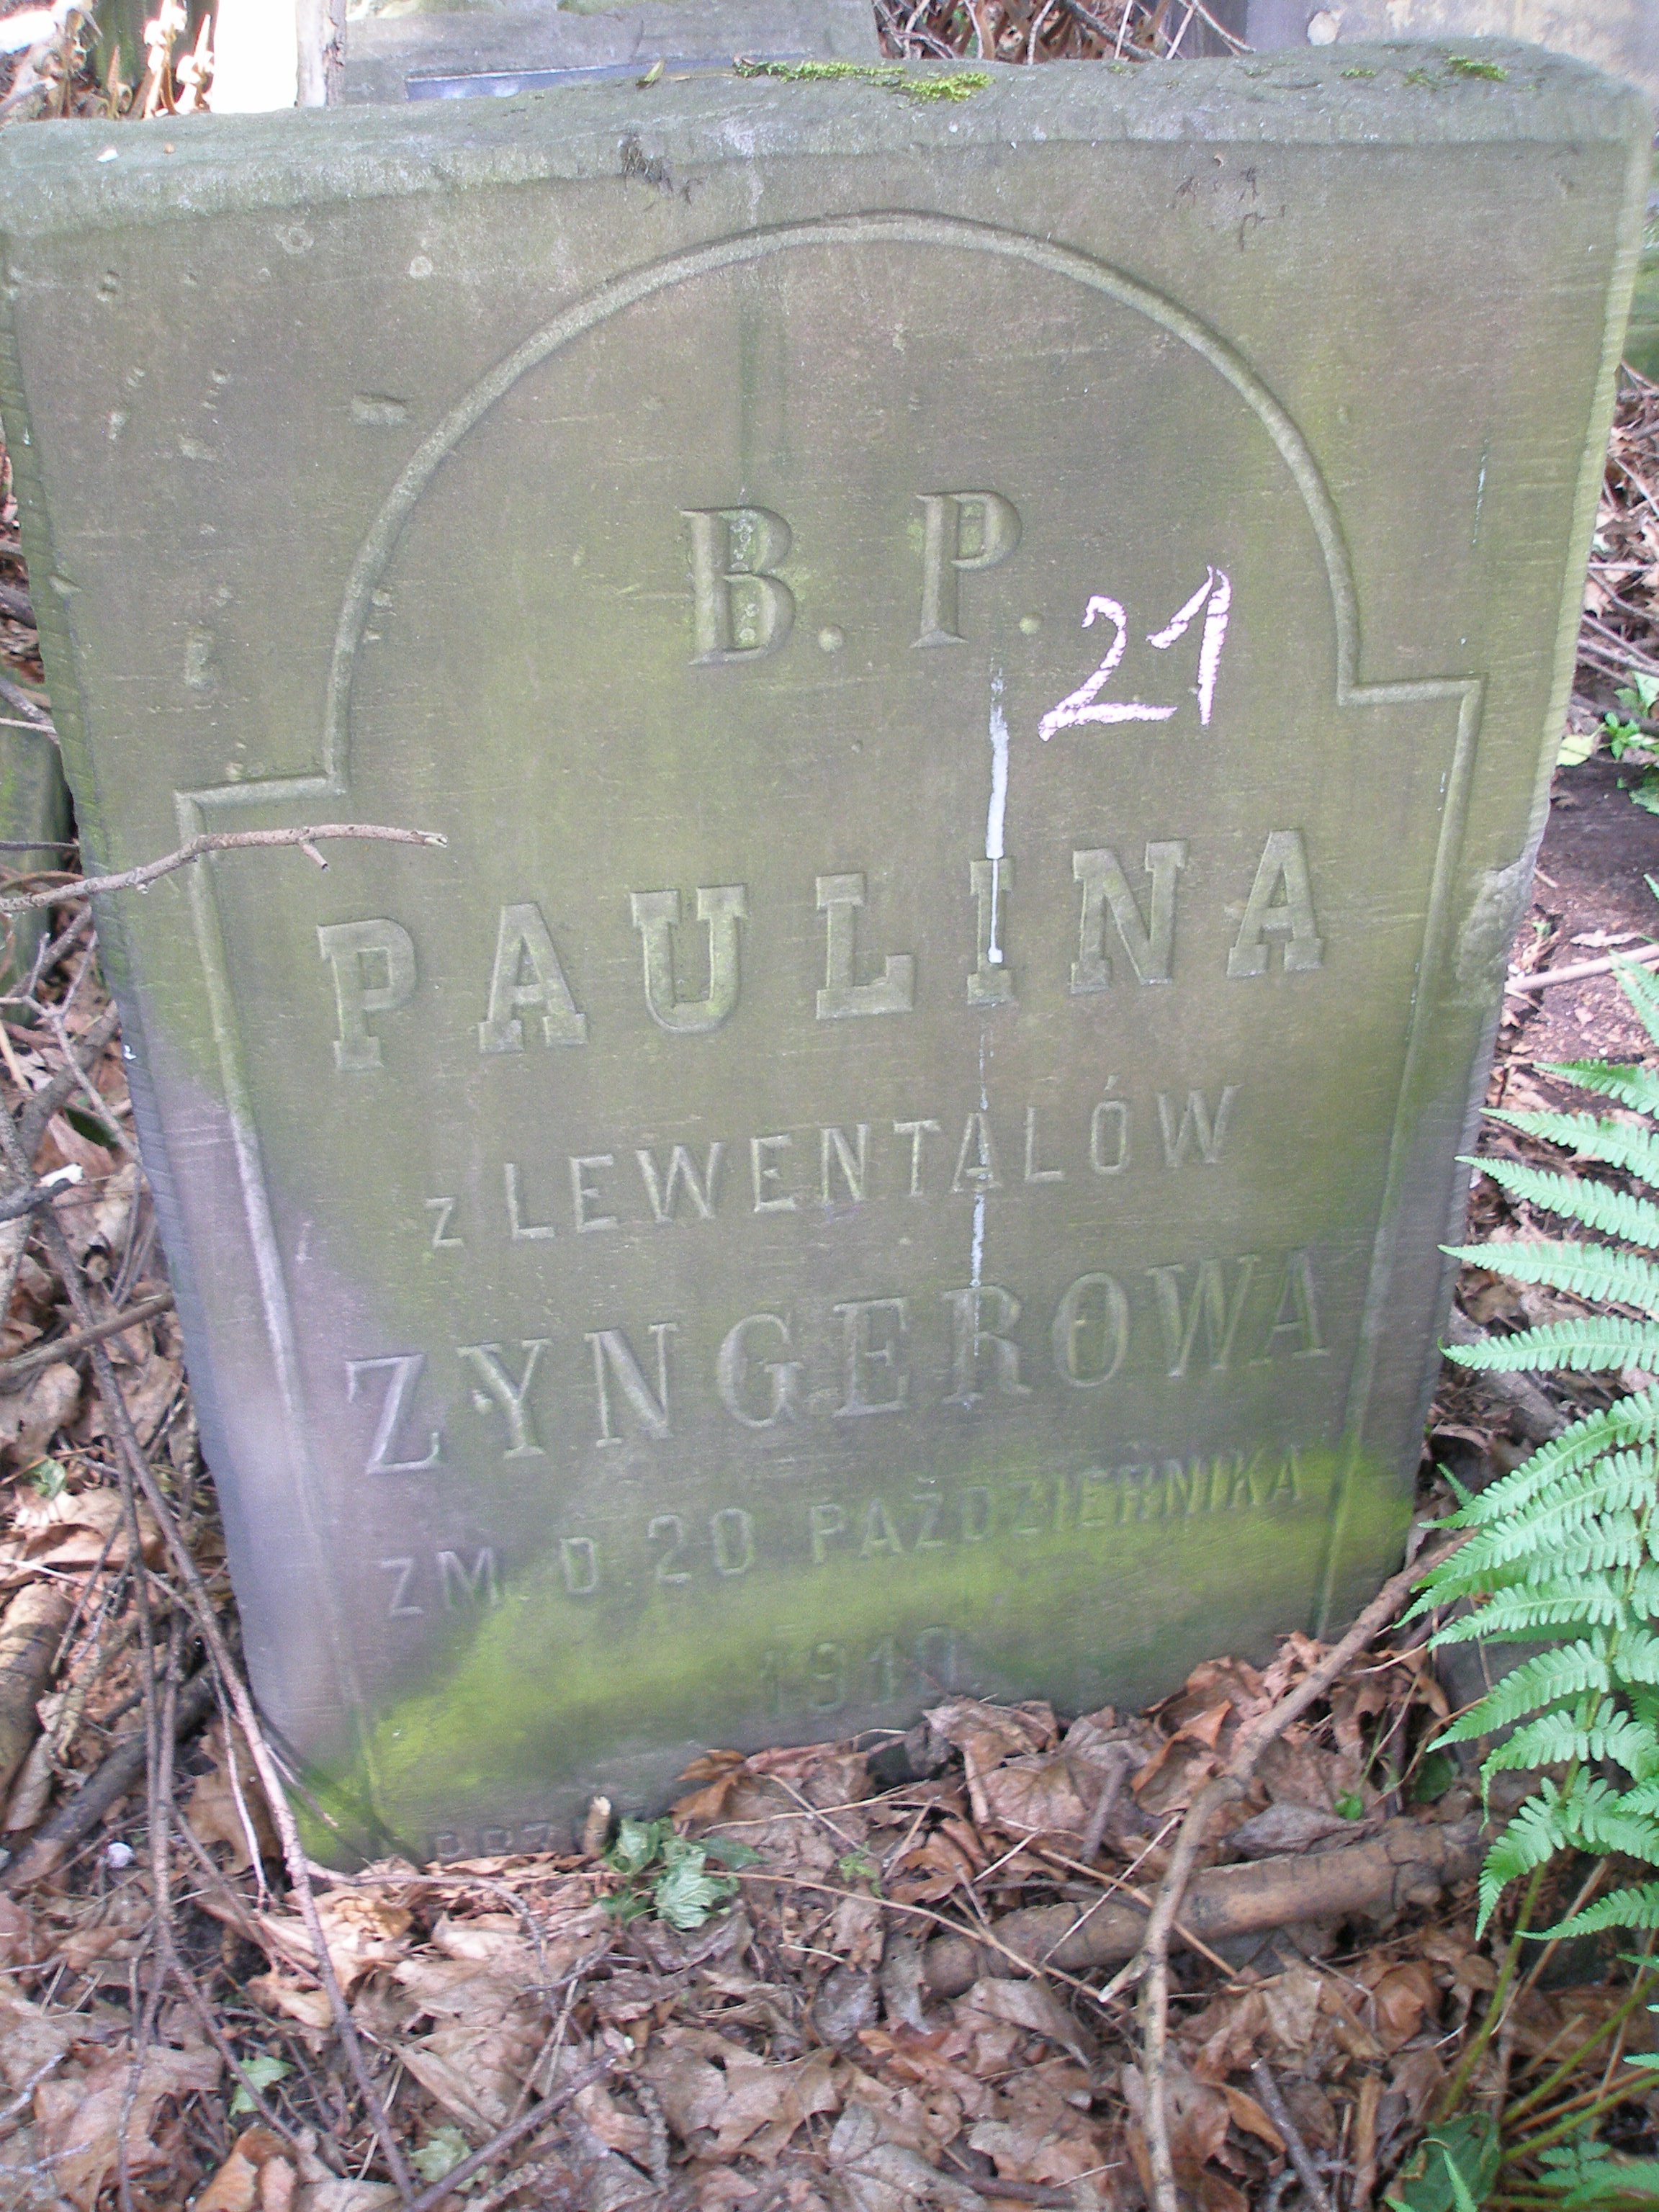 B. P.
21
PAULINA
z LEWENTALÓW
ZYNGEROWA
ZM. D. 20 PAŹDZIERNIKA